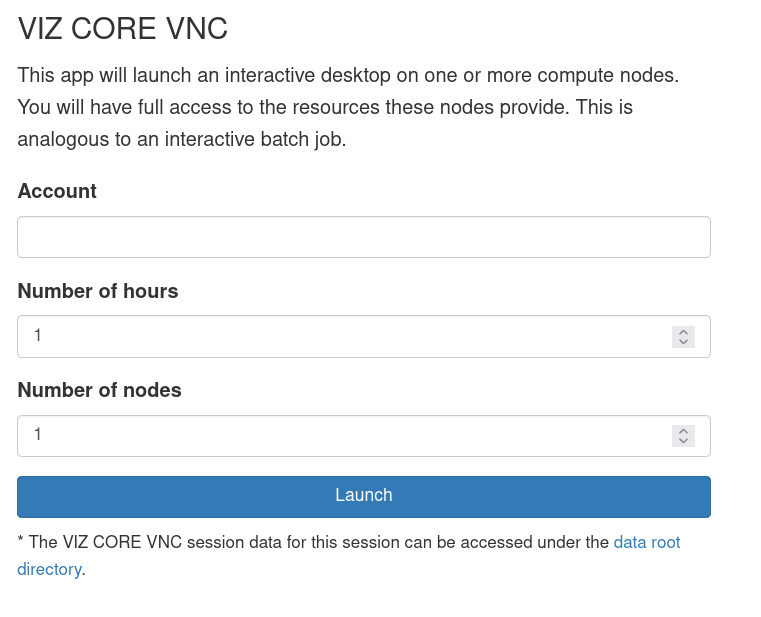 VIZ CORE VNC
This app will launch an interactive desktop on one or more compute nodes.
You will have full access to the resources these nodes provide. This is
analogous to an interactive batch job.
Account
Number of hours
1
Number of nodes
1
Launch
* The VIZ CORE VNC session data for this session can be accessed under the data root
directory.